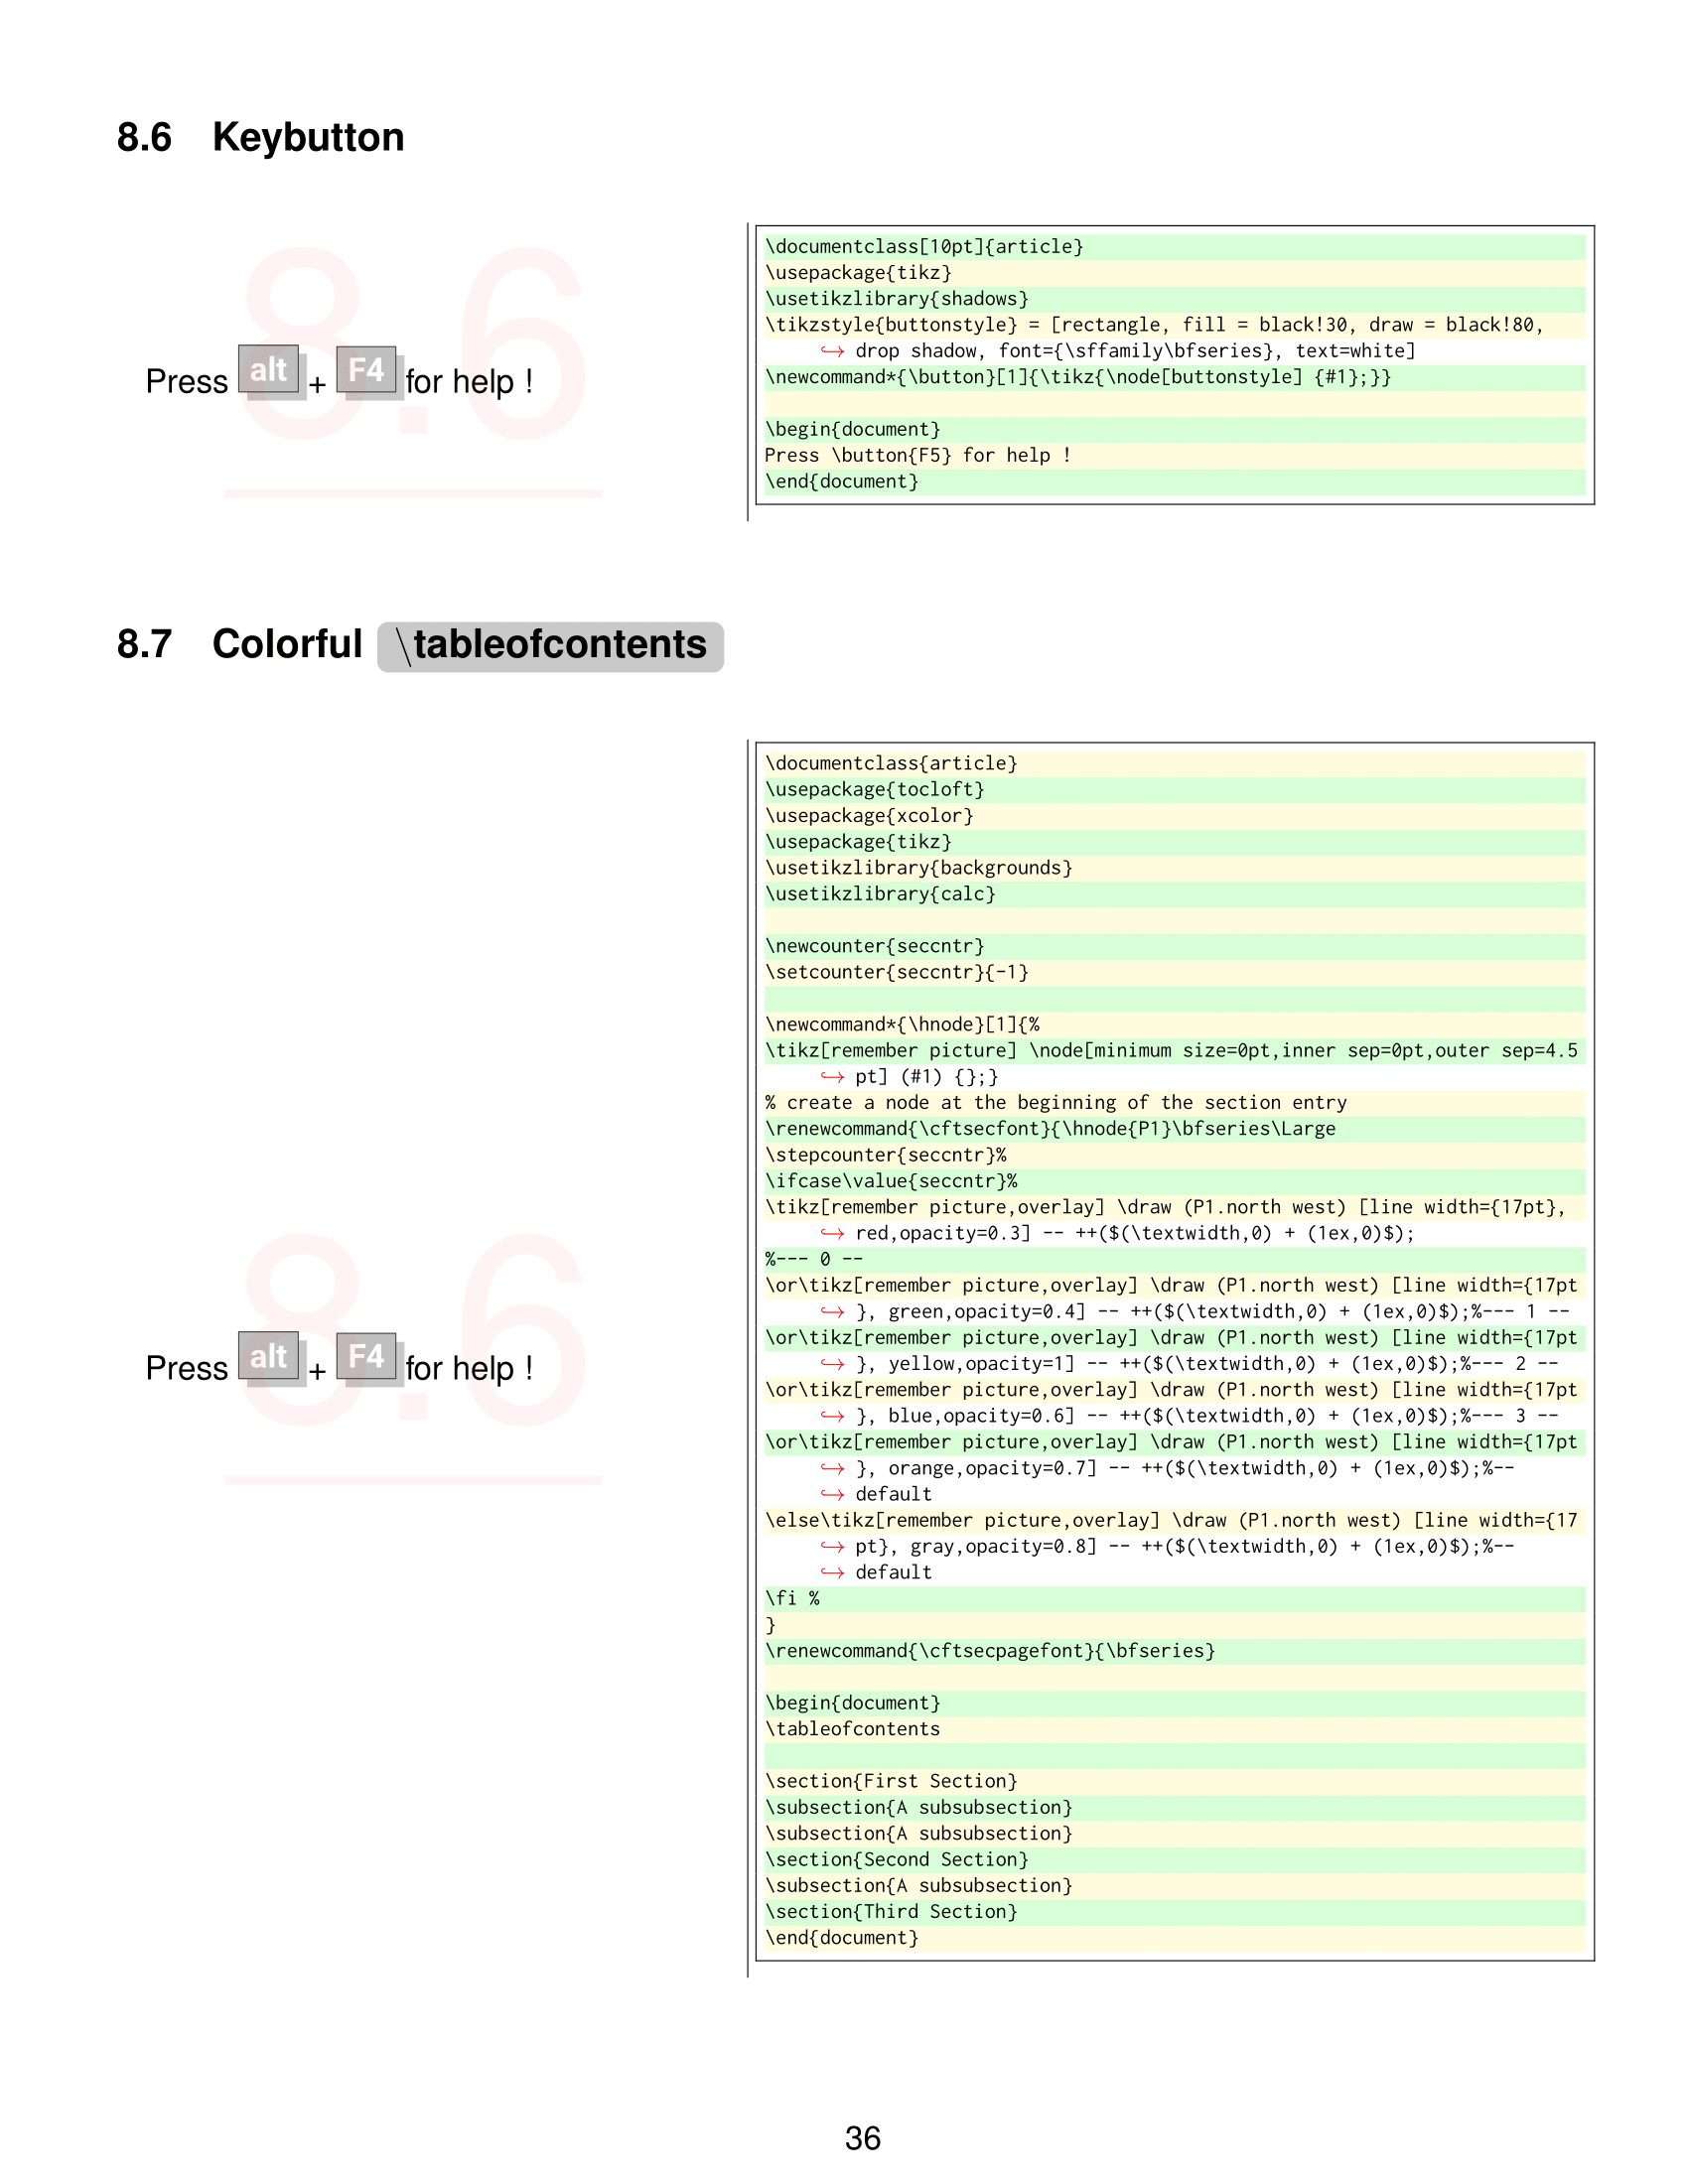 8.6 Keybutton
8.6
Press alt + F4 for help !
\documentclass[10pt]{article}
\usepackage{tikz}
\usetikzlibrary{shadows}
\tikzstyle{buttonstyle} = [rectangle, fill = black!30, draw = black!80,
↪ drop shadow, font={\sffamily\bfseries}, text=white]
\newcommand*{\button}[1]{\tikz{\node[buttonstyle] {#1};}}
\begin{document}
Press \button{F5} for help !
\end{document}
8.7 Colorful \tableofcontents
8.6
Press alt + F4 for help !
\documentclass{article}
\usepackage{tocloft}
\usepackage{xcolor}
\usepackage{tikz}
\usetikzlibrary{backgrounds}
\usetikzlibrary{calc}
\newcounter{seccntr}
\setcounter{seccntr}{-1}
\newcommand*{\hnode}[1]{%
\tikz[remember picture] \node[minimum size=0pt,inner sep=0pt,outer sep=4.5
↪ pt] (#1) {};}
% create a node at the beginning of the section entry
\renewcommand{\cftsecfont}{\hnode{P1}\bfseries\Large
\stepcounter{seccntr}%
\ifcase\value{seccntr}%
\tikz[remember picture,overlay] \draw (P1.north west) [line width={17pt},
↪ red,opacity=0.3] -- ++($(\textwidth,0) + (1ex,0)$);
%--- 0 --
\or\tikz[remember picture,overlay] \draw (P1.north west) [line width={17pt
↪ }, green,opacity=0.4] -- ++($(\textwidth,0) + (1ex,0)$);%--- 1 --
\or\tikz[remember picture,overlay] \draw (P1.north west) [line width={17pt
↪ }, yellow,opacity=1] -- ++($(\textwidth,0) + (1ex,0)$);%--- 2 --
\or\tikz[remember picture,overlay] \draw (P1.north west) [line width={17pt
↪ }, blue,opacity=0.6] -- ++($(\textwidth,0) + (1ex,0)$);%--- 3 --
\or\tikz[remember picture,overlay] \draw (P1.north west) [line width={17pt
↪ }, orange,opacity=0.7] -- ++($(\textwidth,0) + (1ex,0)$);%--
↪ default
\else\tikz[remember picture,overlay] \draw (P1.north west) [line width={17
↪ pt}, gray,opacity=0.8] -- ++($(\textwidth,0) + (1ex,0)$);%--
↪ default
\fi %
}
\renewcommand{\cftsecpagefont}{\bfseries}
\begin{document}
\tableofcontents
\section{First Section}
\subsection{A subsubsection}
\subsection{A subsubsection}
\section{Second Section}
\subsection{A subsubsection}
\section{Third Section}
\end{document}
36